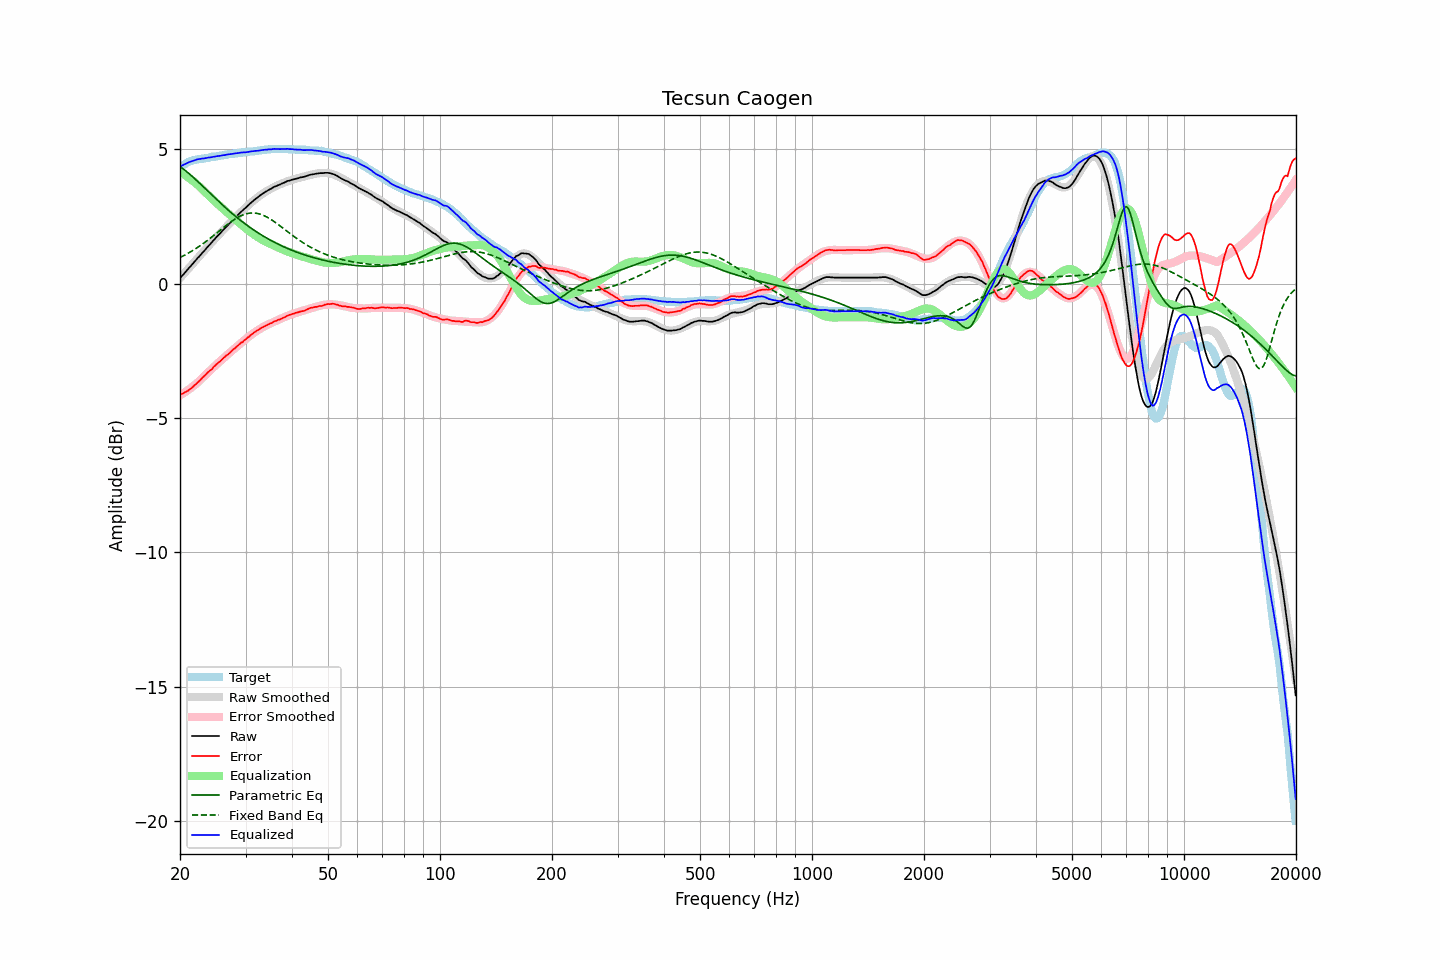 Tecsun Caogen
Amplitude (dBr)
5
0
−5
−10
−15
−20
Target
Raw Smoothed
Error Smoothed
Raw
Error
Equalization
Parametric Eq
Fixed Band Eq
Equalized
20 50 100 200 500 1000 2000 5000 10000 20000
Frequency (Hz)